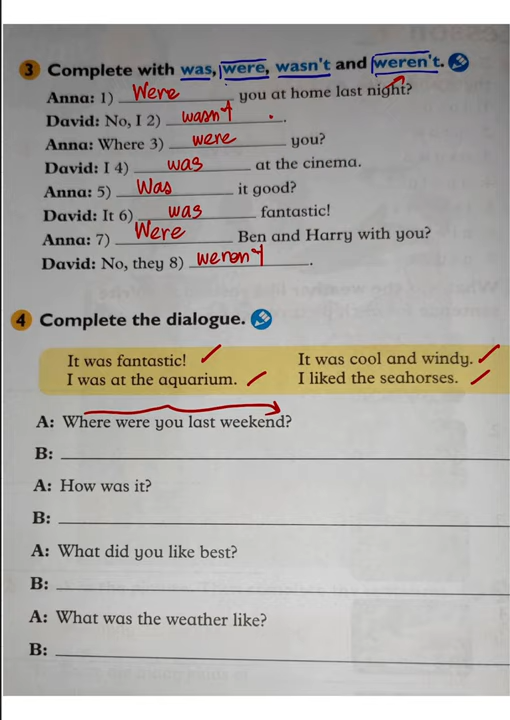 3 Complete with was, were, wasn't and weren't.
Anna: 1) Were you at home last night?
David: No, I 2) wasn't .
Anna: Where 3) were you?
David: I 4) was at the cinema.
Anna: 5) Was it good?
David: It 6) was fantastic!
Anna: 7) Were Ben and Harry with you?
David: No, they 8) weren't .
4 Complete the dialogue.
It was fantastic! It was cool and windy.
I was at the aquarium. I liked the seahorses.
A: Where were you last weekend?
B:
A: How was it?
B:
A: What did you like best?
B:
A: What was the weather like?
B: